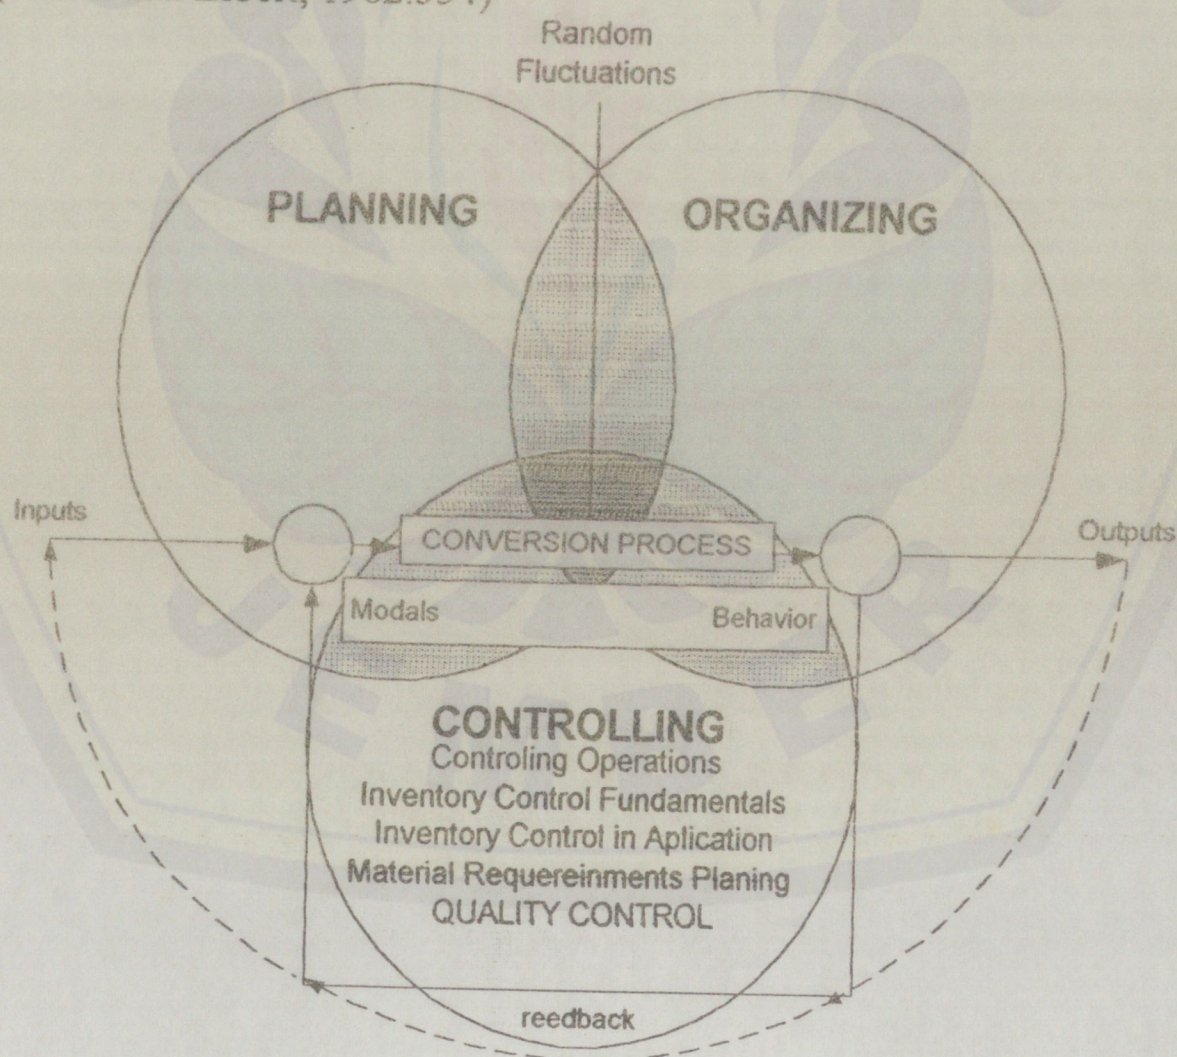 1982.
Random
Fluctuations
PLANNING
ORGANIZING
Inputs
CONVERSION PROCESS
Outputs
Modals
Behavior
CONTROLLING
Controling Operations
Inventory Control Fundamentals
Inventory Control in Aplication
Material Requereinments Planing
QUALITY CONTROL
reedback